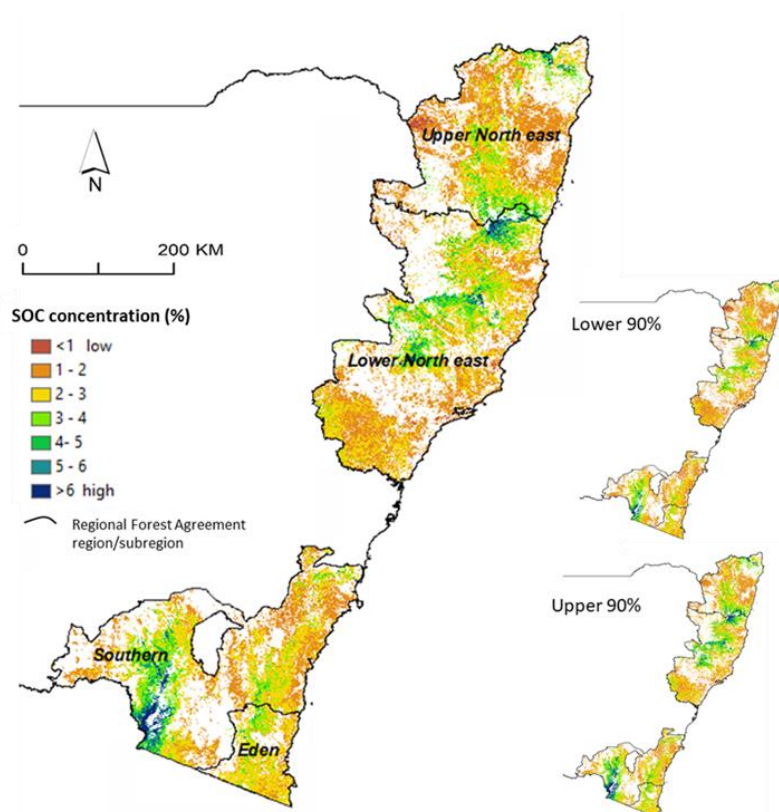 Upper North east
N
0 200 KM
SOC concentration (%)
<1 low
1 - 2
2 - 3
3 - 4
4- 5
5 - 6
>6 high
Regional Forest Agreement
region/subregion
Lower North east
Southern
Eden
Lower 90%
Upper 90%